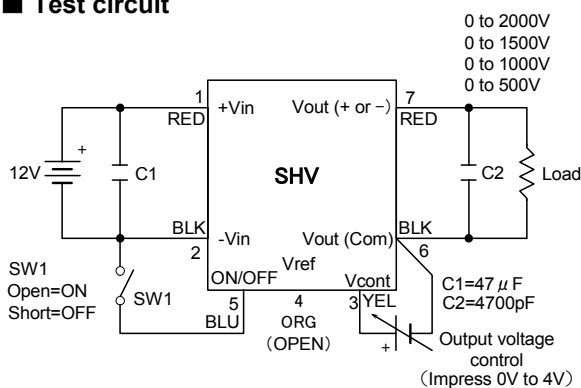 ■ Test circuit
0 to 2000V
0 to 1500V
0 to 1000V
0 to 500V
1
RED
+Vin
Vout (+ or −)
7
RED
12V
+
C1
SHV
C2
Load
BLK
2
-Vin
Vout (Com)
BLK
6
SW1
Open=ON
Short=OFF
SW1
ON/OFF
Vref
Vcont
5
BLU
4
ORG
(OPEN)
3
YEL
+
C1=47μF
C2=4700pF
Output voltage
control
(Impress 0V to 4V)